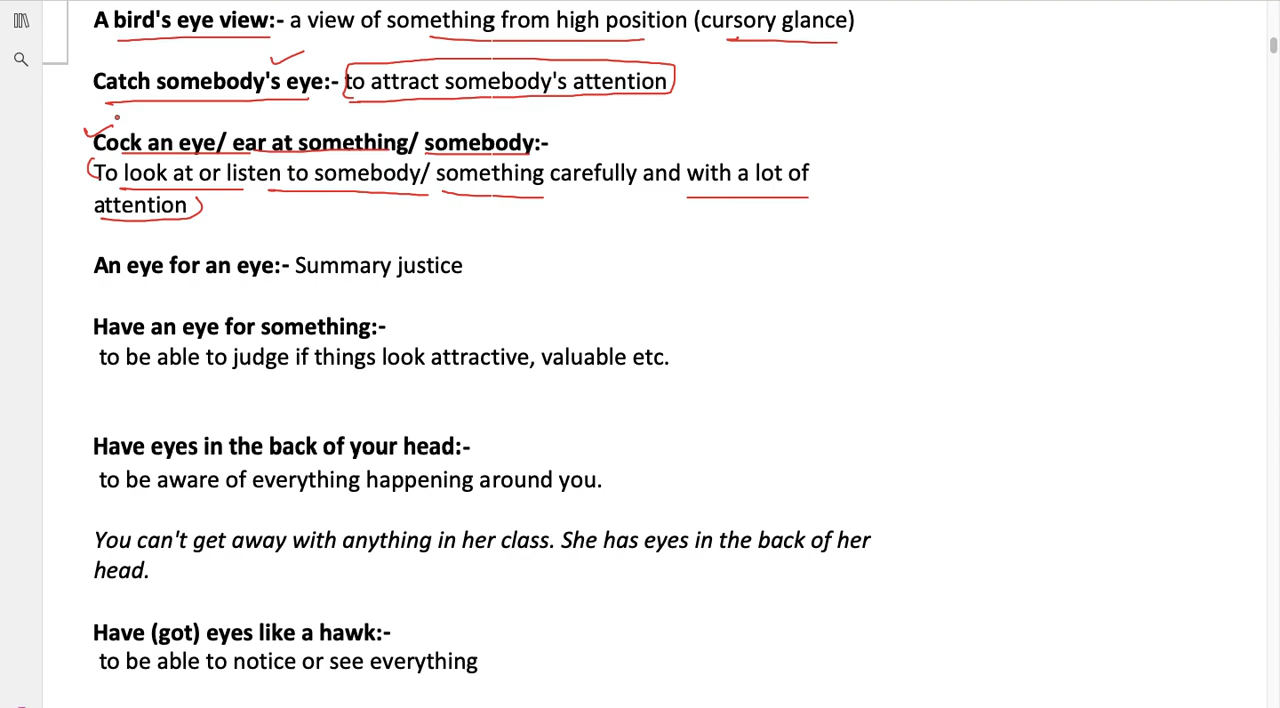 A bird's eye view:- a view of something from high position (cursory glance)
Catch somebody's eye:- to attract somebody's attention
Cock an eye/ ear at something/ somebody:-
To look at or listen to somebody/ something carefully and with a lot of
attention
An eye for an eye:- Summary justice
Have an eye for something:-
to be able to judge if things look attractive, valuable etc.
Have eyes in the back of your head:-
to be aware of everything happening around you.
You can't get away with anything in her class. She has eyes in the back of her
head.
Have (got) eyes like a hawk:-
to be able to notice or see everything